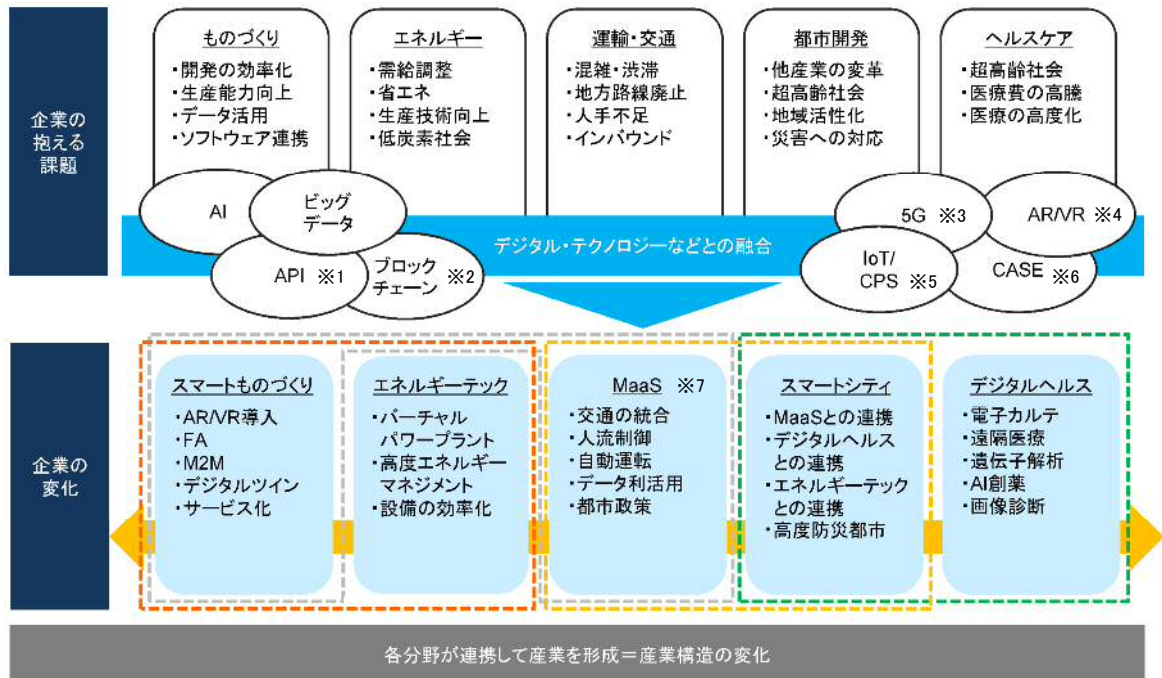 企業の
抱える
課題
ものづくり
・開発の効率化
・生産能力向上
・データ活用
・ソフトウェア連携
エネルギー
・需給調整
・省エネ
・生産技術向上
・低炭素社会
運輸・交通
・混雑・渋滞
・地方路線廃止
・人手不足
・インバウンド
都市開発
・他産業の変革
・超高齢社会
・地域活性化
・災害への対応
ヘルスケア
・超高齢社会
・医療費の高騰
・医療の高度化
AI
ビッグ
データ
API ※1
ブロック
チェーン ※2
デジタル・テクノロジーなどとの融合
5G ※3
AR/VR ※4
IoT/
CPS ※5
CASE ※6
企業の
変化
スマートものづくり
・AR/VR導入
・FA
・M2M
・デジタルツイン
・サービス化
エネルギーテック
・バーチャル
パワープラント
・高度エネルギー
マネジメント
・設備の効率化
MaaS ※7
・交通の統合
・人流制御
・自動運転
・データ利活用
・都市政策
スマートシティ
・MaaSとの連携
・デジタルヘルス
との連携
・エネルギーテック
との連携
・高度防災都市
デジタルヘルス
・電子カルテ
・遠隔医療
・遺伝子解析
・AI創薬
・画像診断
各分野が連携して産業を形成＝産業構造の変化